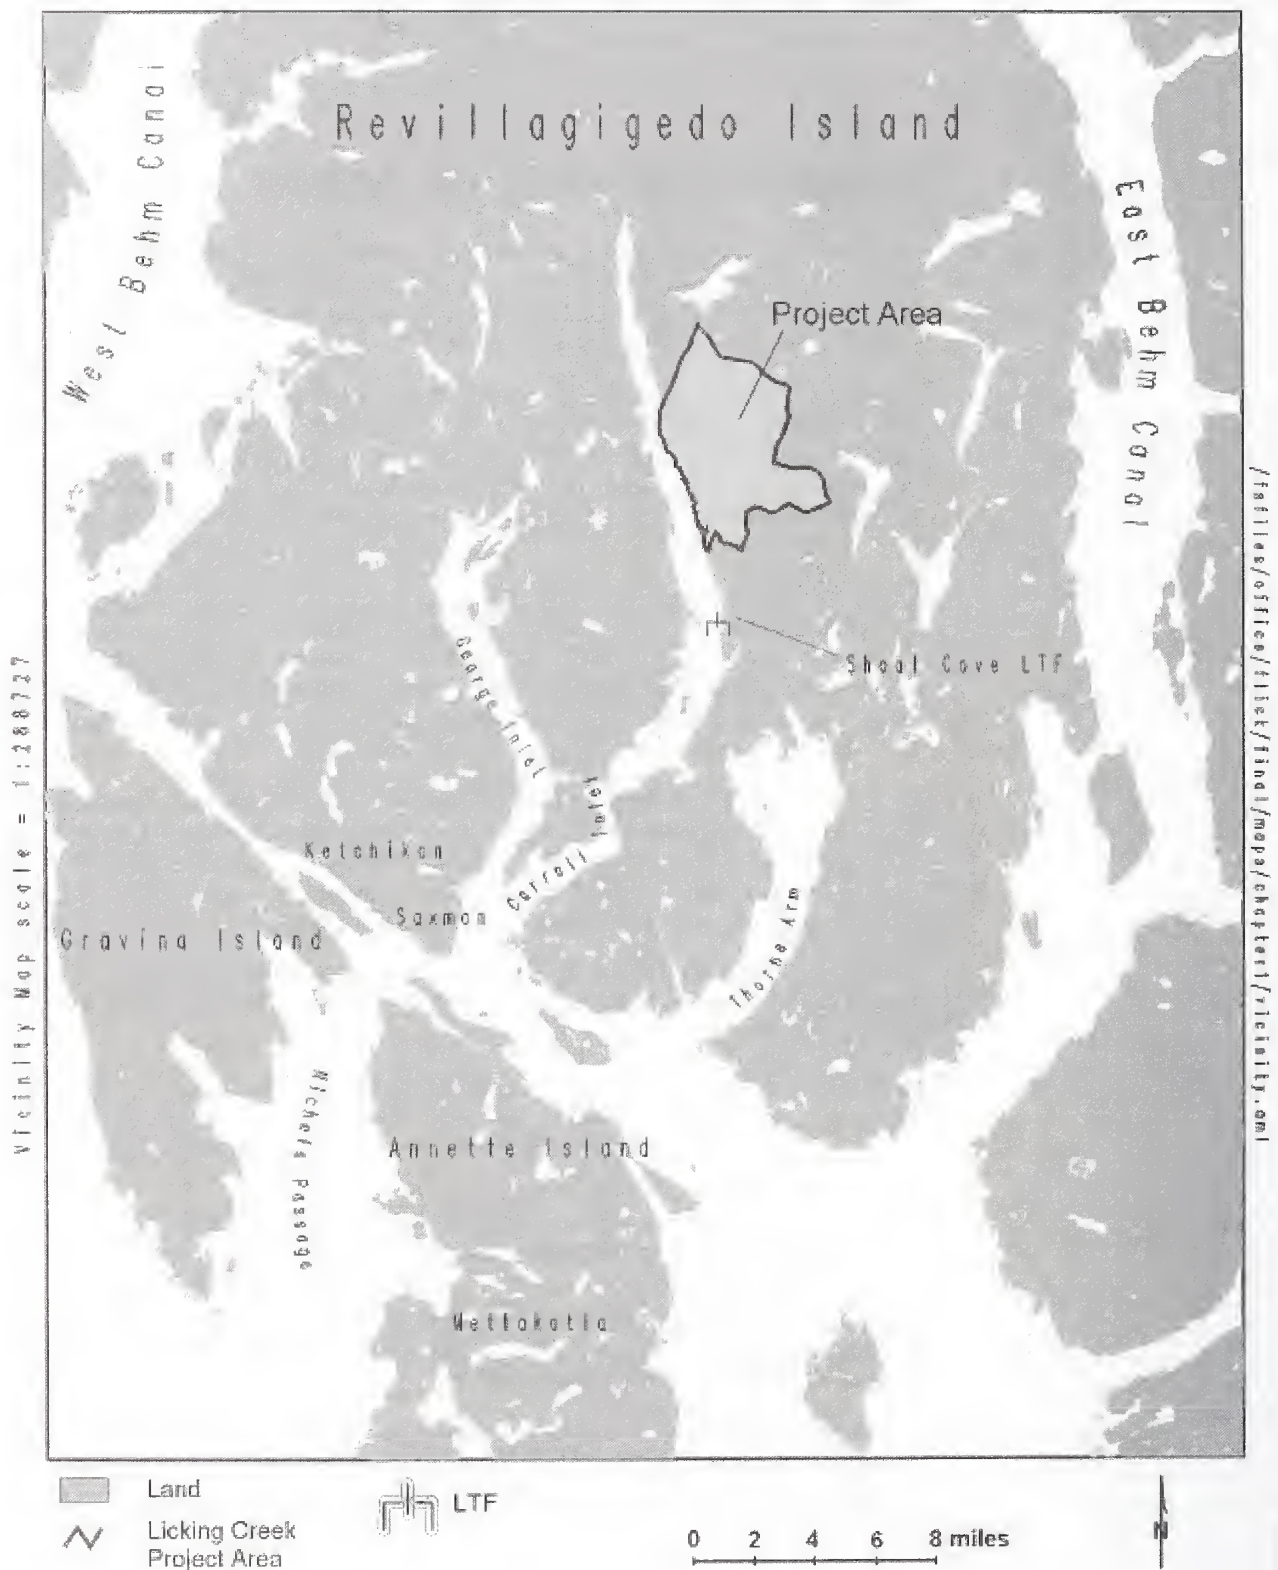 Revillagigedo Island
West Behm Canal
East Behm Canal
Project Area
George Inlet
Shoal Cove LTF
Carroll Inlet
Ketchikan
Saxman
Gravina Island
Thorne Arm
Nichols Passage
Annette Island
Metlakatla
Vicinity Map scale =
Land
Licking Creek
Project Area
LTF
0 2 4 6 8 miles
N